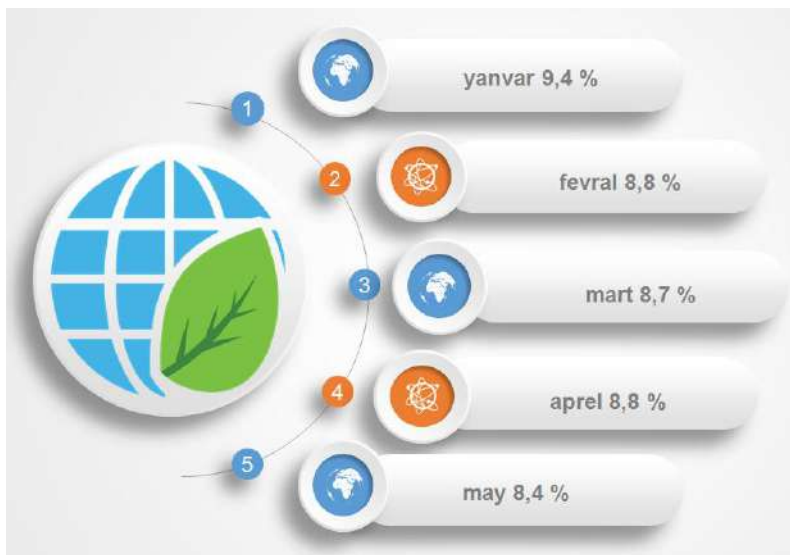 yanvar 9,4 %
1
2
fevral 8,8 %
3
mart 8,7 %
4
aprel 8,8 %
5
may 8,4 %